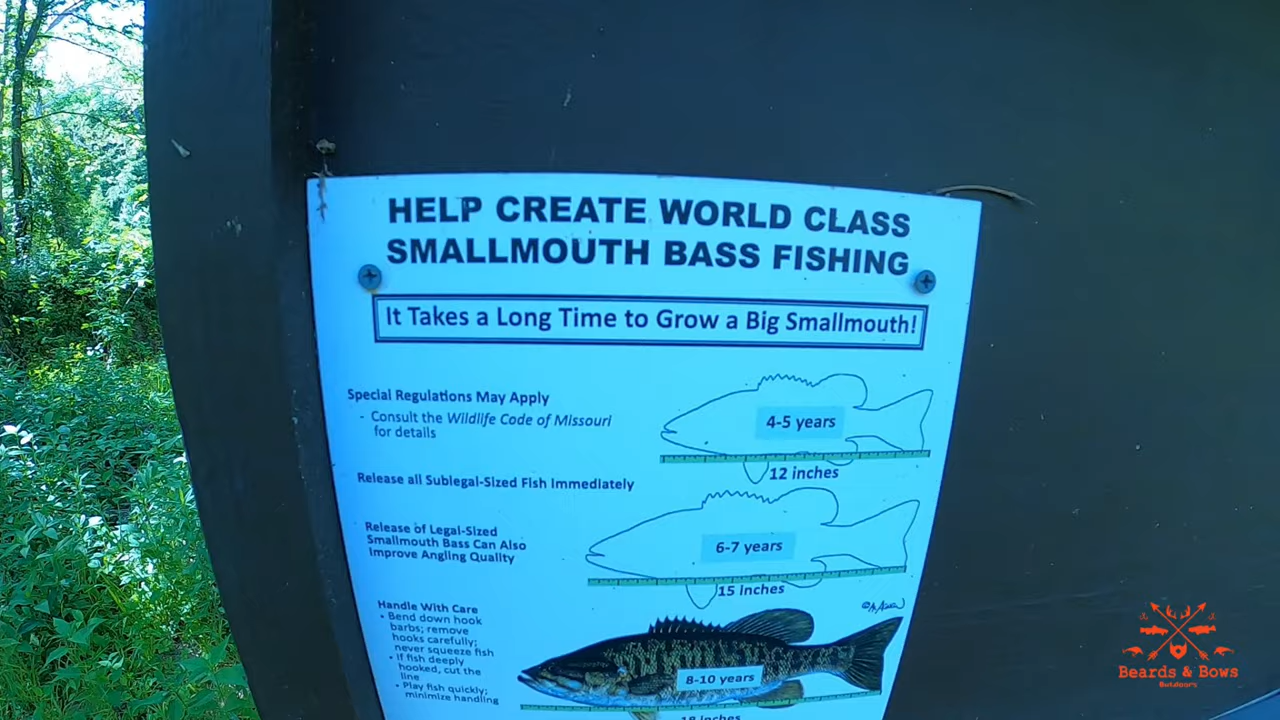 HELP CREATE WORLD CLASS
SMALLMOUTH BASS FISHING
It Takes a Long Time to Grow a Big Smallmouth!
Special Regulations May Apply
- Consult the Wildlife Code of Missouri
for details
4-5 years
12 inches
Release all Sublegal-Sized Fish Immediately
Release of Legal-Sized
Smallmouth Bass Can Also
Improve Angling Quality
6-7 years
15 inches
Handle With Care
• Bend down hook
barbs; remove
hooks carefully;
never squeeze fish
• If fish deeply
hooked, cut the
line
• Play fish quickly;
minimize handling
8-10 years
18 inches
Beards & Bows
Outdoors